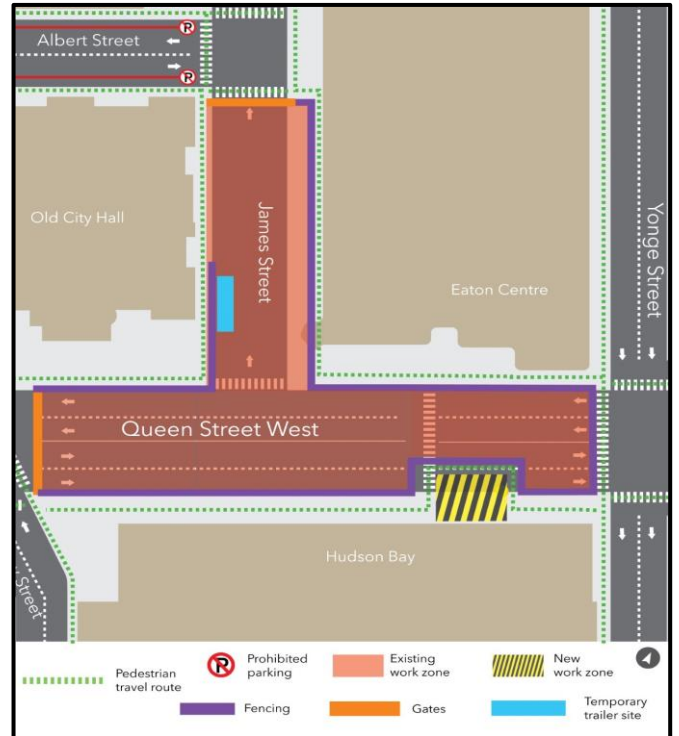 Albert Street
Old City Hall
James Street
Eaton Centre
Yonge Street
Queen Street West
Hudson Bay
Street
Pedestrian
travel route
P
Prohibited
parking
Existing
work zone
New
work zone
Fencing
Gates
Temporary
trailer site